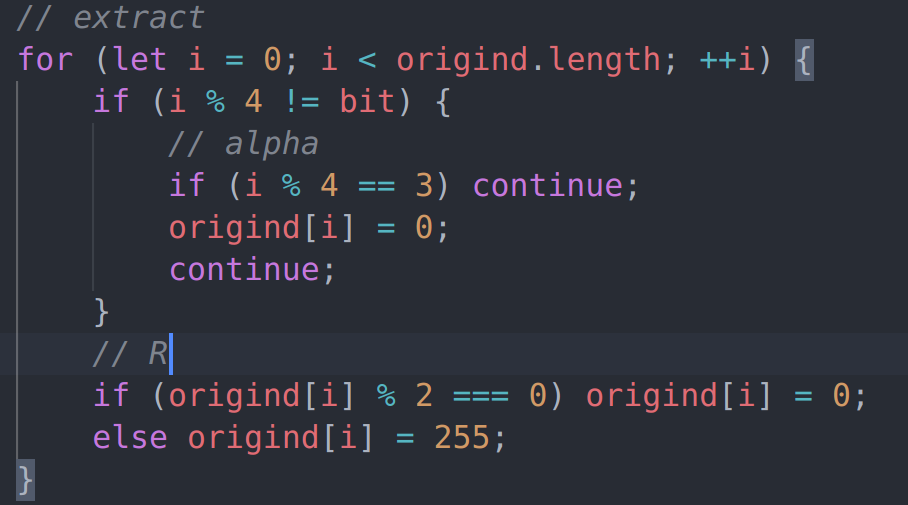 // extract
for (let i = 0; i < origind.length; ++i) {
    if (i % 4 != bit) {
        // alpha
        if (i % 4 == 3) continue;
        origind[i] = 0;
        continue;
    }
    // R
    if (origind[i] % 2 === 0) origind[i] = 0;
    else origind[i] = 255;
}